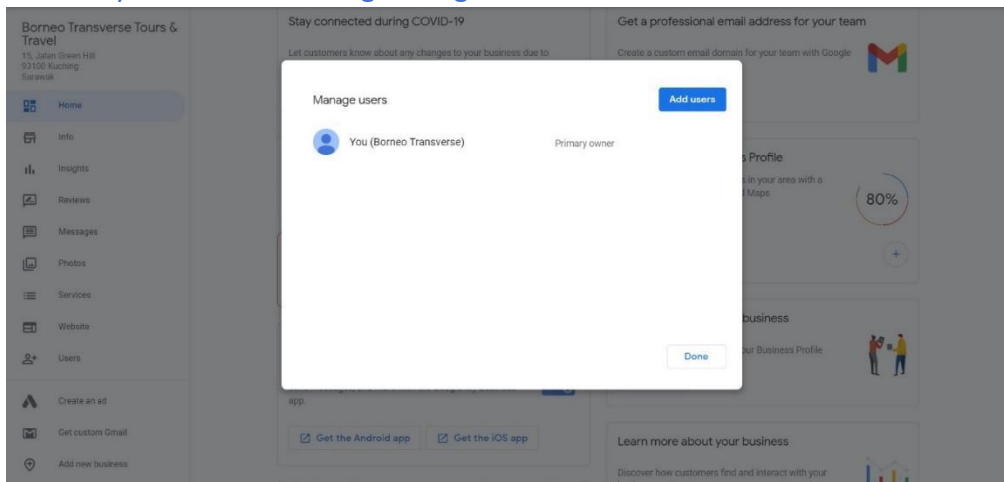 Borneo Transverse Tours &
Travel
15, Jalan Green Hill
93100 Kuching
Sarawak
Home
Info
Insights
Reviews
Messages
Photos
Services
Website
Users
Create an ad
Get custom Gmail
Add new business
Stay connected during COVID-19
Let customers know about any changes to your business due to
Get a professional email address for your team
Create a custom email domain for your team with Google
Manage users
Add users
You (Borneo Transverse)
Primary owner
Done
s Profile
s in your area with a
Maps
80%
business
our Business Profile
app.
Get the Android app
Get the iOS app
Learn more about your business
Discover how customers find and interact with your